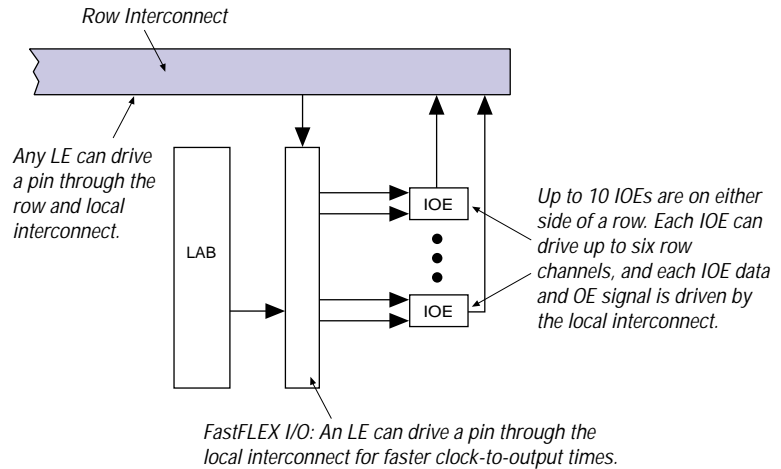 Row Interconnect
Any LE can drive
a pin through the
row and local
interconnect.
LAB
IOE
IOE
Up to 10 IOEs are on either
side of a row. Each IOE can
drive up to six row
channels, and each IOE data
and OE signal is driven by
the local interconnect.
FastFLEX I/O: An LE can drive a pin through the
local interconnect for faster clock-to-output times.